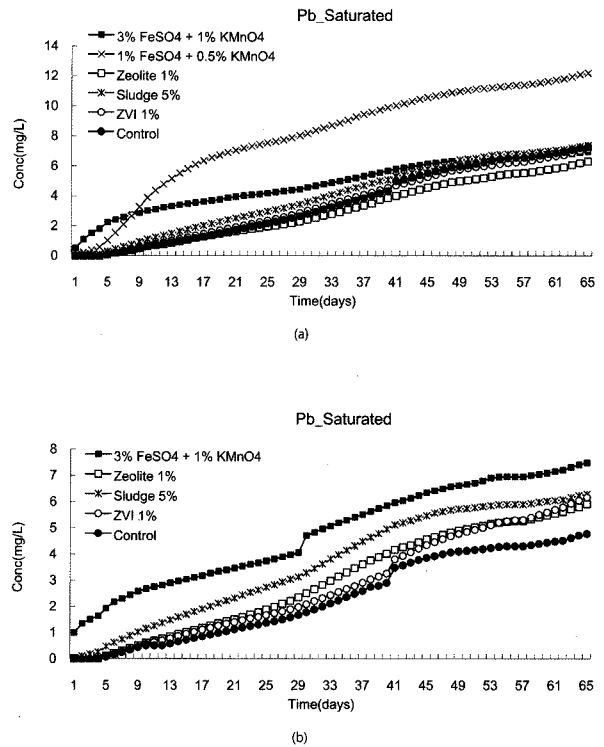 Pb_Saturated
3% FeSO4 + 1% KMnO4
1% FeSO4 + 0.5% KMnO4
Zeolite 1%
Sludge 5%
ZVI 1%
Control
14
12
10
8
6
4
2
0
Conc(mg/L)
1 5 9 13 17 21 25 29 33 37 41 45 49 53 57 61 65
Time(days)
(a)
Pb_Saturated
3% FeSO4 + 1% KMnO4
Zeolite 1%
Sludge 5%
ZVI 1%
Control
8
7
6
5
4
3
2
1
0
Conc(mg/L)
1 5 9 13 17 21 25 29 33 37 41 45 49 53 57 61 65
Time(days)
(b)